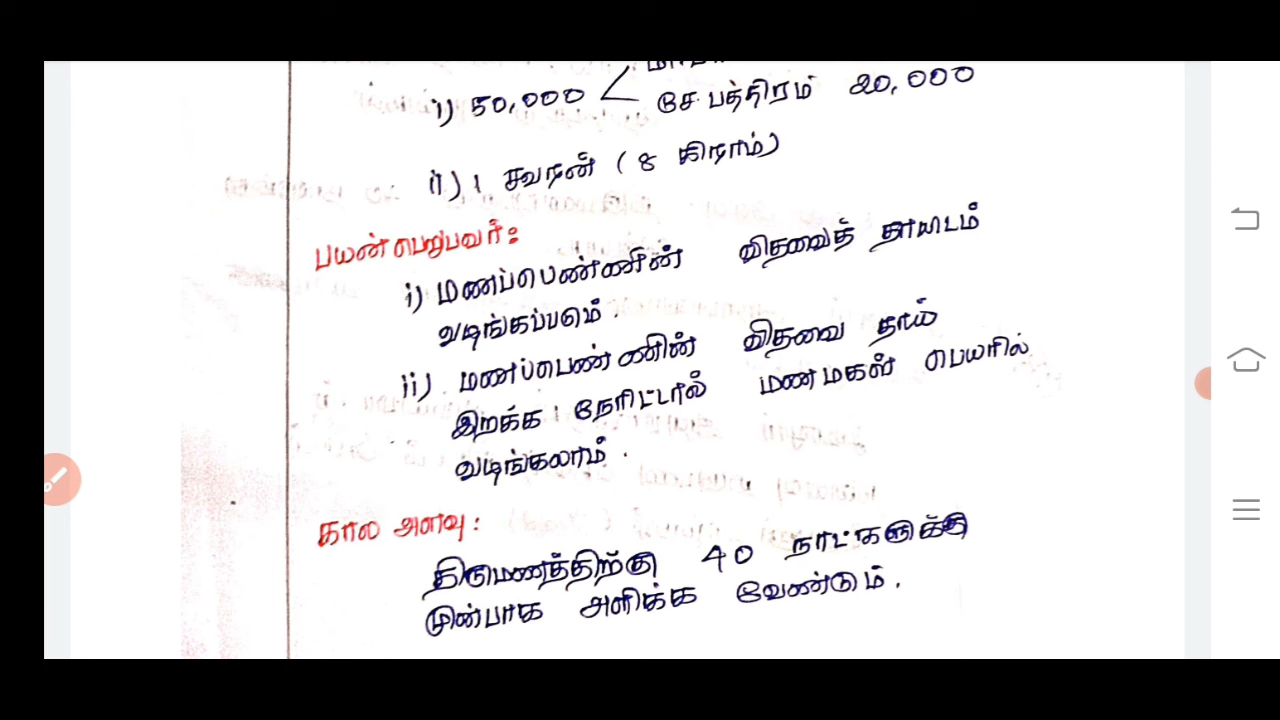 i) 50,000 < 
சே.பத்திரம் 20,000
ii) 1 சவரன் (8 கிராம்)
பயன்பெறுபவர்:
i) மணப்பெண்ணின் விதவைத் தாயிடம்
வழங்கப்படும்.
ii) மணப்பெண்ணின் விதவை தாய்
இறக்க நேரிட்டால் மணமகள் பெயரில்
வழங்கலாம்.
கால அளவு:
திருமணத்திற்கு 40 நாட்களுக்கு
முன்பாக அளிக்க வேண்டும்.